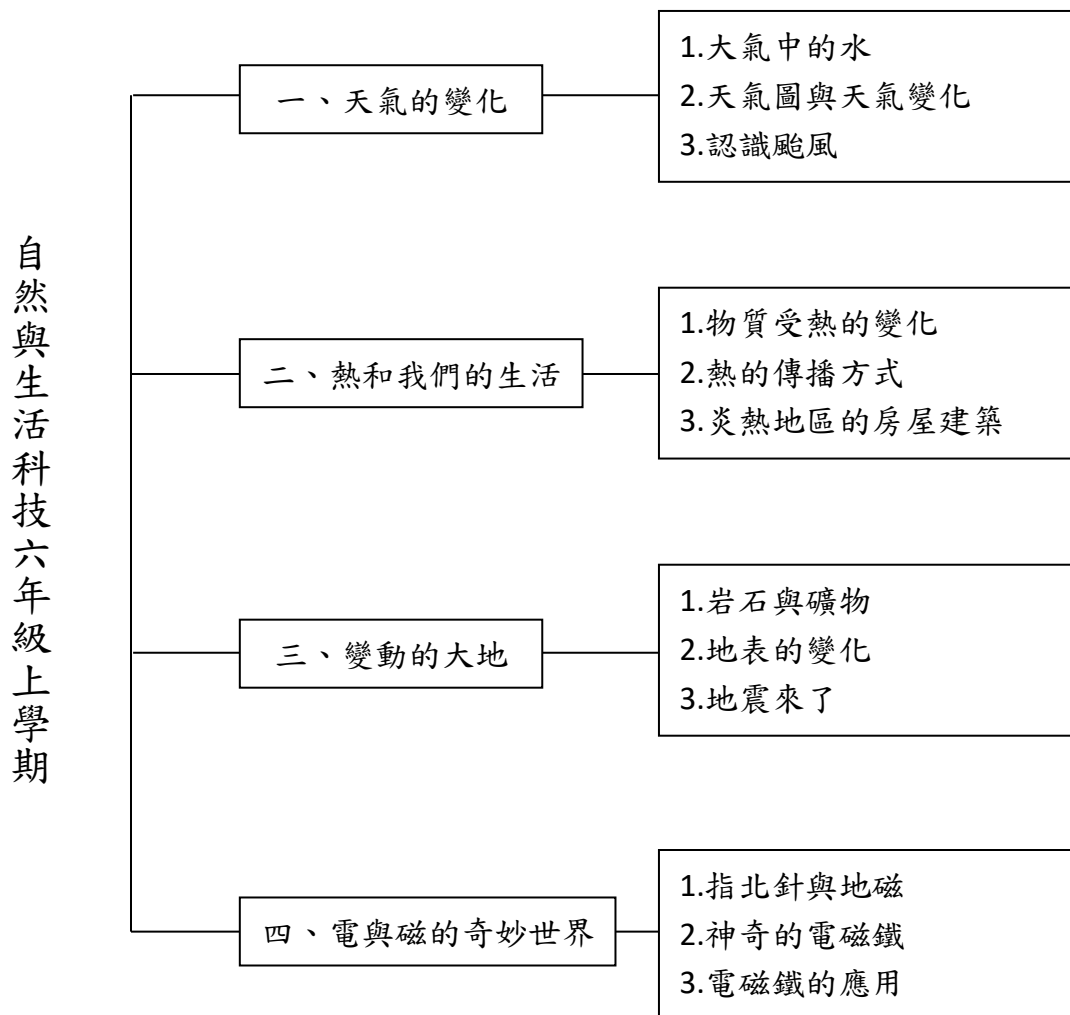 自然與生活科技六年級上學期
一、天氣的變化
1.大氣中的水
2.天氣圖與天氣變化
3.認識颱風
二、熱和我們的生活
1.物質受熱的變化
2.熱的傳播方式
3.炎熱地區的房屋建築
三、變動的大地
1.岩石與礦物
2.地表的變化
3.地震來了
四、電與磁的奇妙世界
1.指北針與地磁
2.神奇的電磁鐵
3.電磁鐵的應用